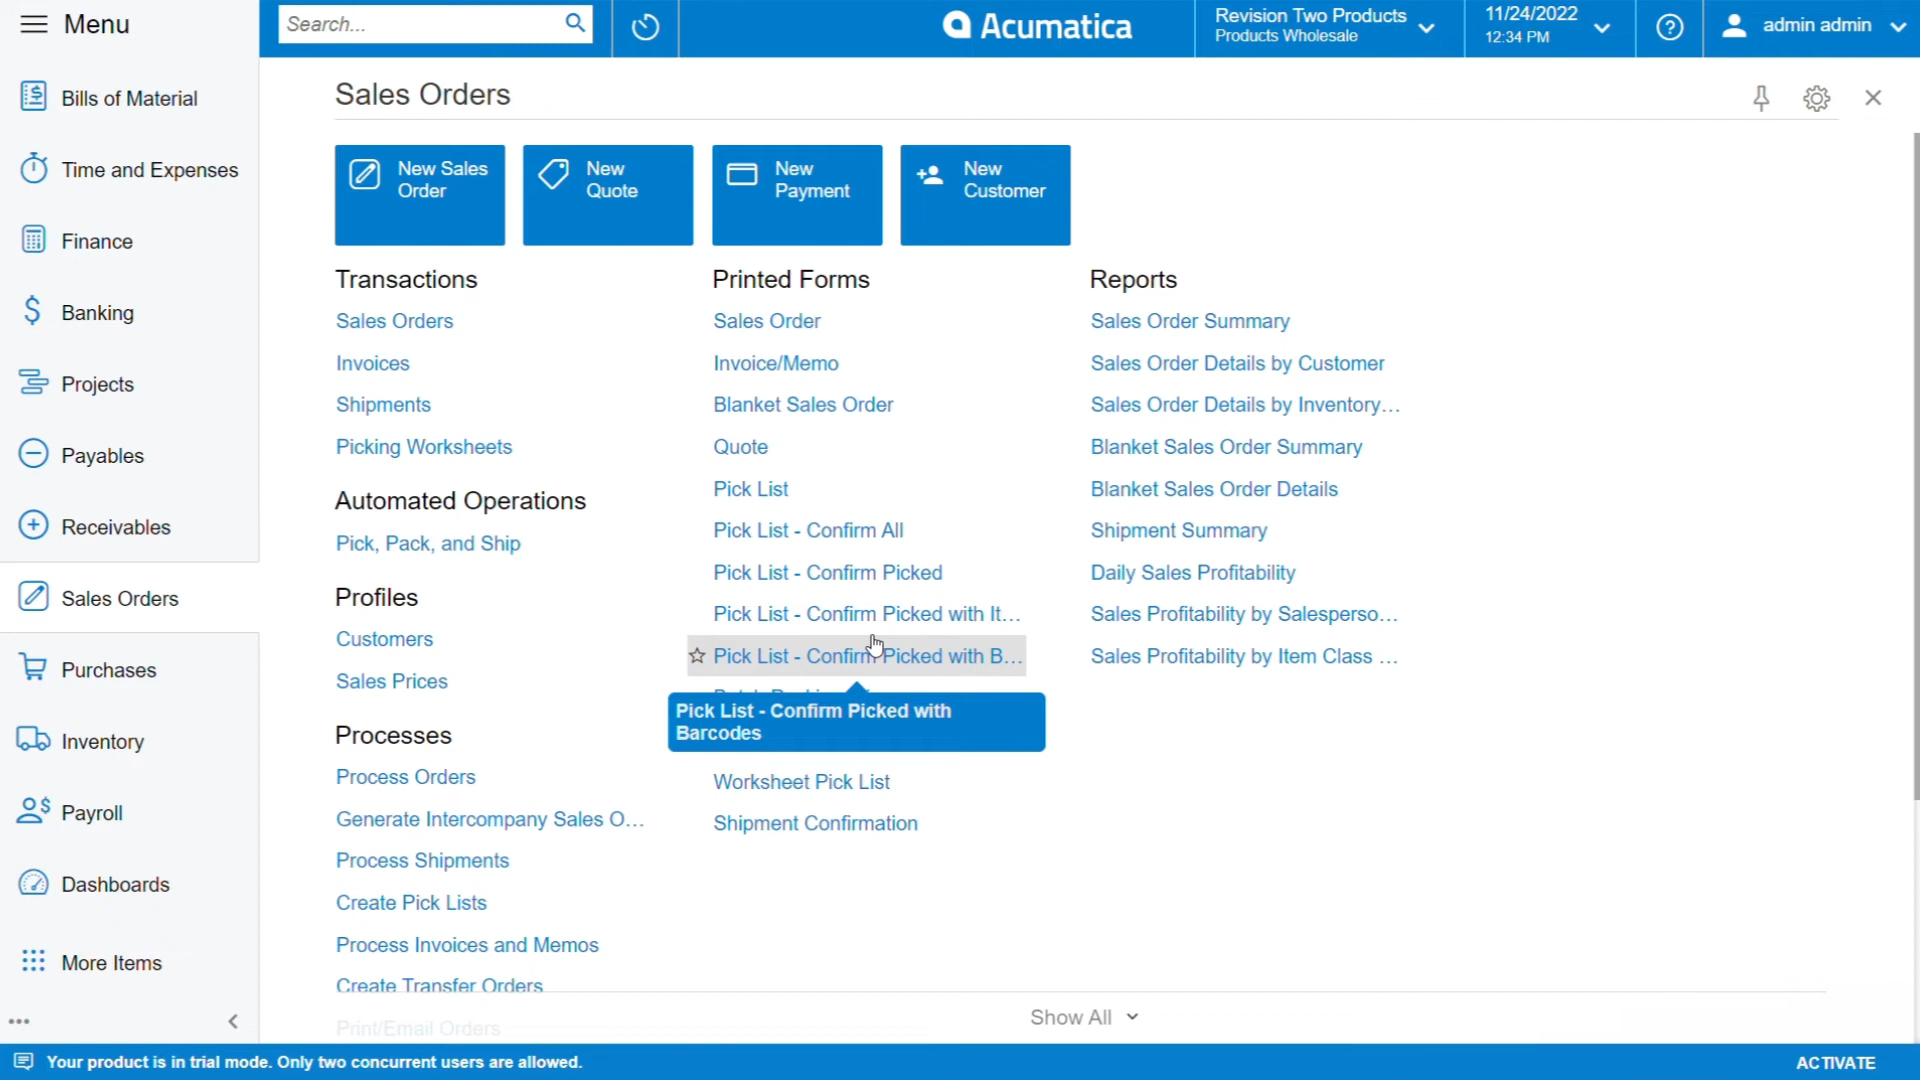 Menu
Search...
Acumatica
Revision Two Products
Products Wholesale
11/24/2022
12:34 PM
admin admin
Bills of Material
Time and Expenses
Finance
Banking
Projects
Payables
Receivables
Sales Orders
Purchases
Inventory
Payroll
Dashboards
More Items
Sales Orders
New Sales
Order
New
Quote
New
Payment
New
Customer
Transactions
Sales Orders
Invoices
Shipments
Picking Worksheets
Automated Operations
Pick, Pack, and Ship
Profiles
Customers
Sales Prices
Processes
Process Orders
Generate Intercompany Sales O...
Process Shipments
Create Pick Lists
Process Invoices and Memos
Create Transfer Orders
Print/Email Orders
Printed Forms
Sales Order
Invoice/Memo
Blanket Sales Order
Quote
Pick List
Pick List - Confirm All
Pick List - Confirm Picked
Pick List - Confirm Picked with It...
Pick List - Confirm Picked with B...
Pick List - Confirm Picked with
Barcodes
Worksheet Pick List
Shipment Confirmation
Reports
Sales Order Summary
Sales Order Details by Customer
Sales Order Details by Inventory...
Blanket Sales Order Summary
Blanket Sales Order Details
Shipment Summary
Daily Sales Profitability
Sales Profitability by Salesperso...
Sales Profitability by Item Class ...
Show All
Your product is in trial mode. Only two concurrent users are allowed.
ACTIVATE